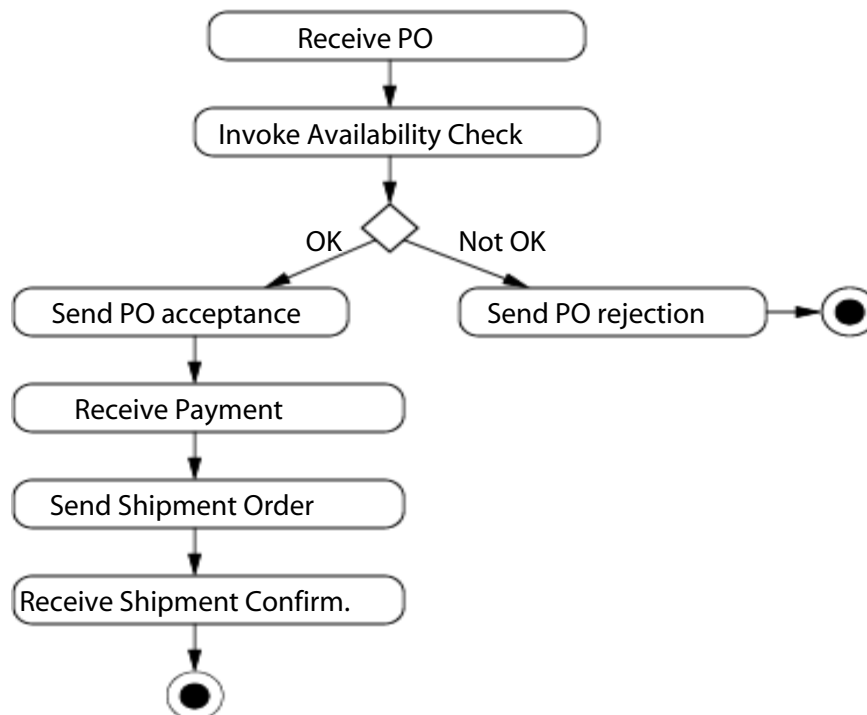 Receive PO
Invoke Availability Check
OK
Not OK
Send PO acceptance
Send PO rejection
Receive Payment
Send Shipment Order
Receive Shipment Confirm.